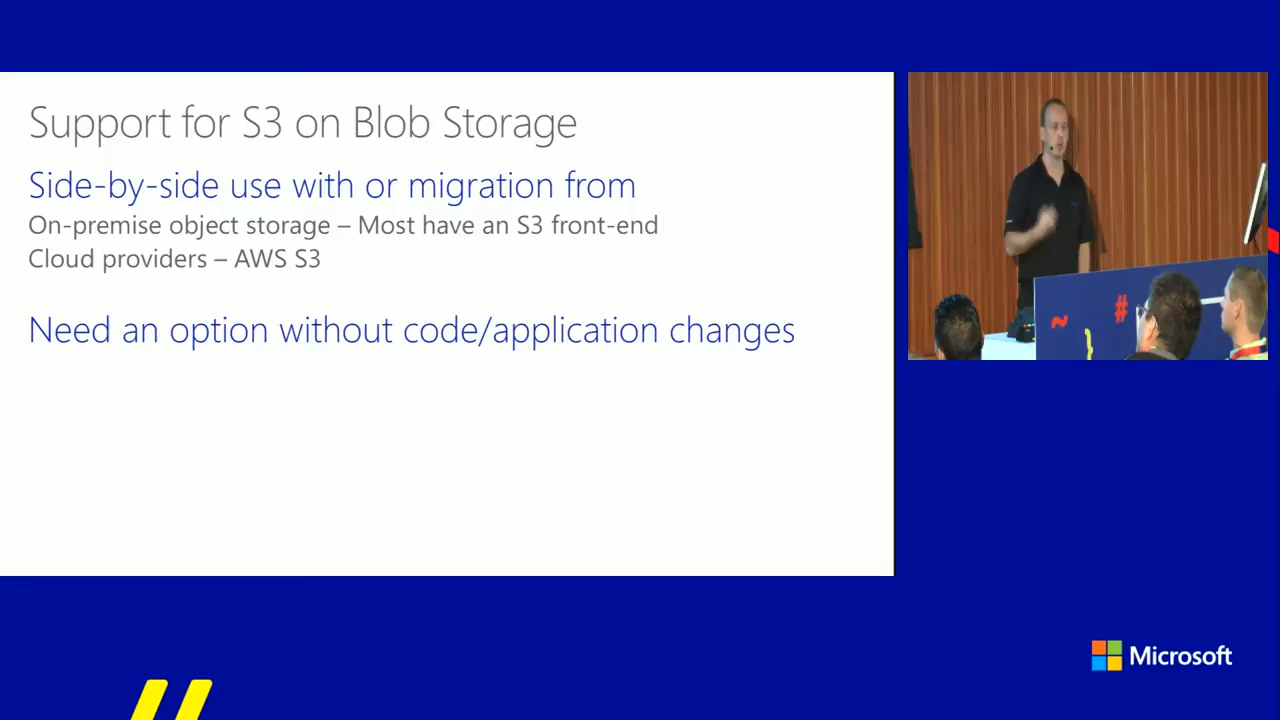 Support for S3 on Blob Storage
Side-by-side use with or migration from
On-premise object storage – Most have an S3 front-end
Cloud providers – AWS S3
Need an option without code/application changes
~
#
}
Microsoft
//